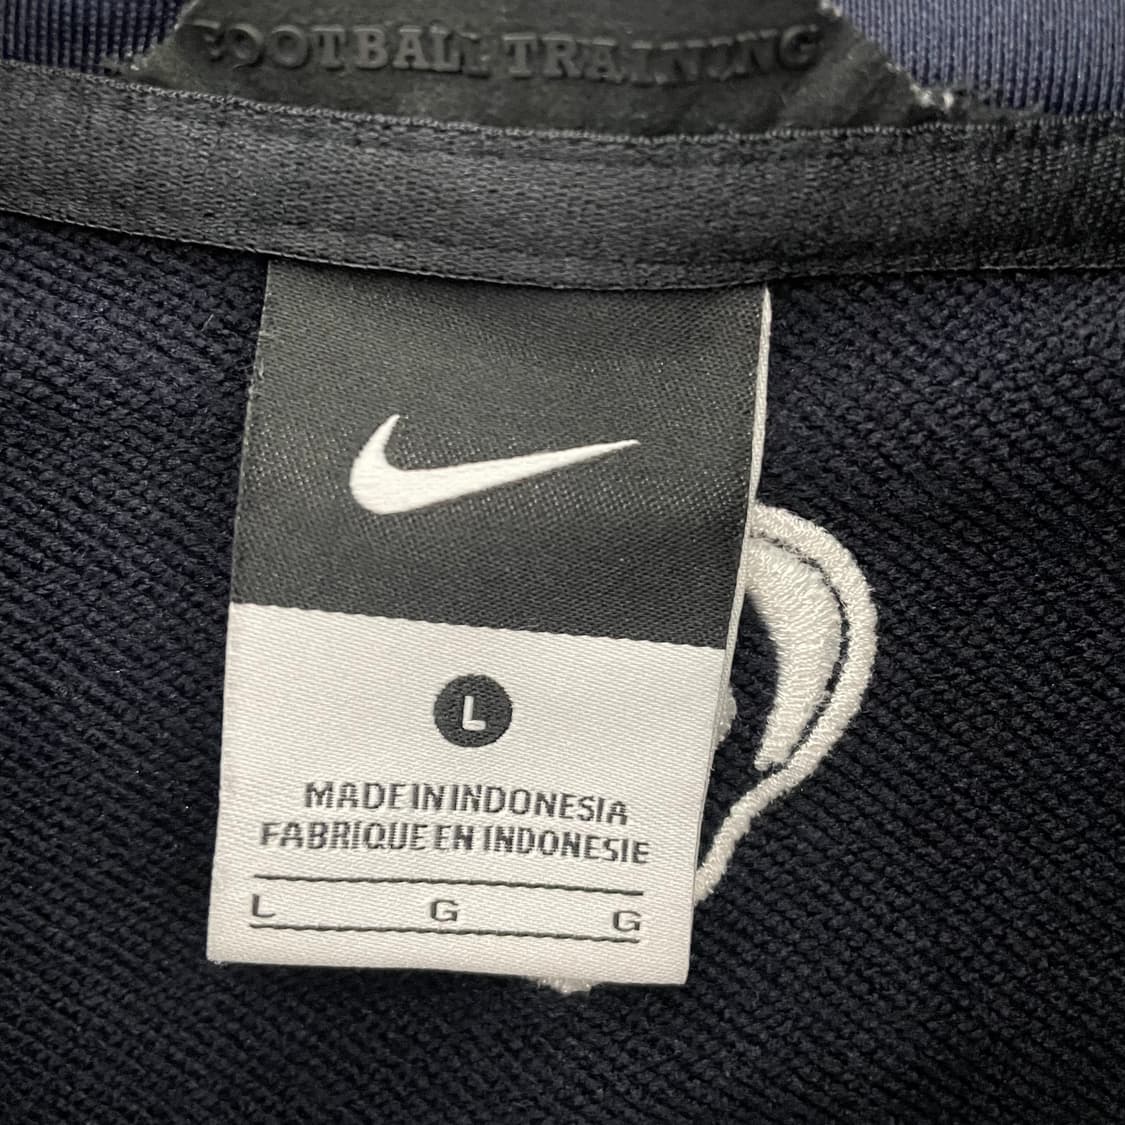 FOOTBALL TRAINING
L
MADE IN INDONESIA
FABRIQUE EN INDONESIE
L G G